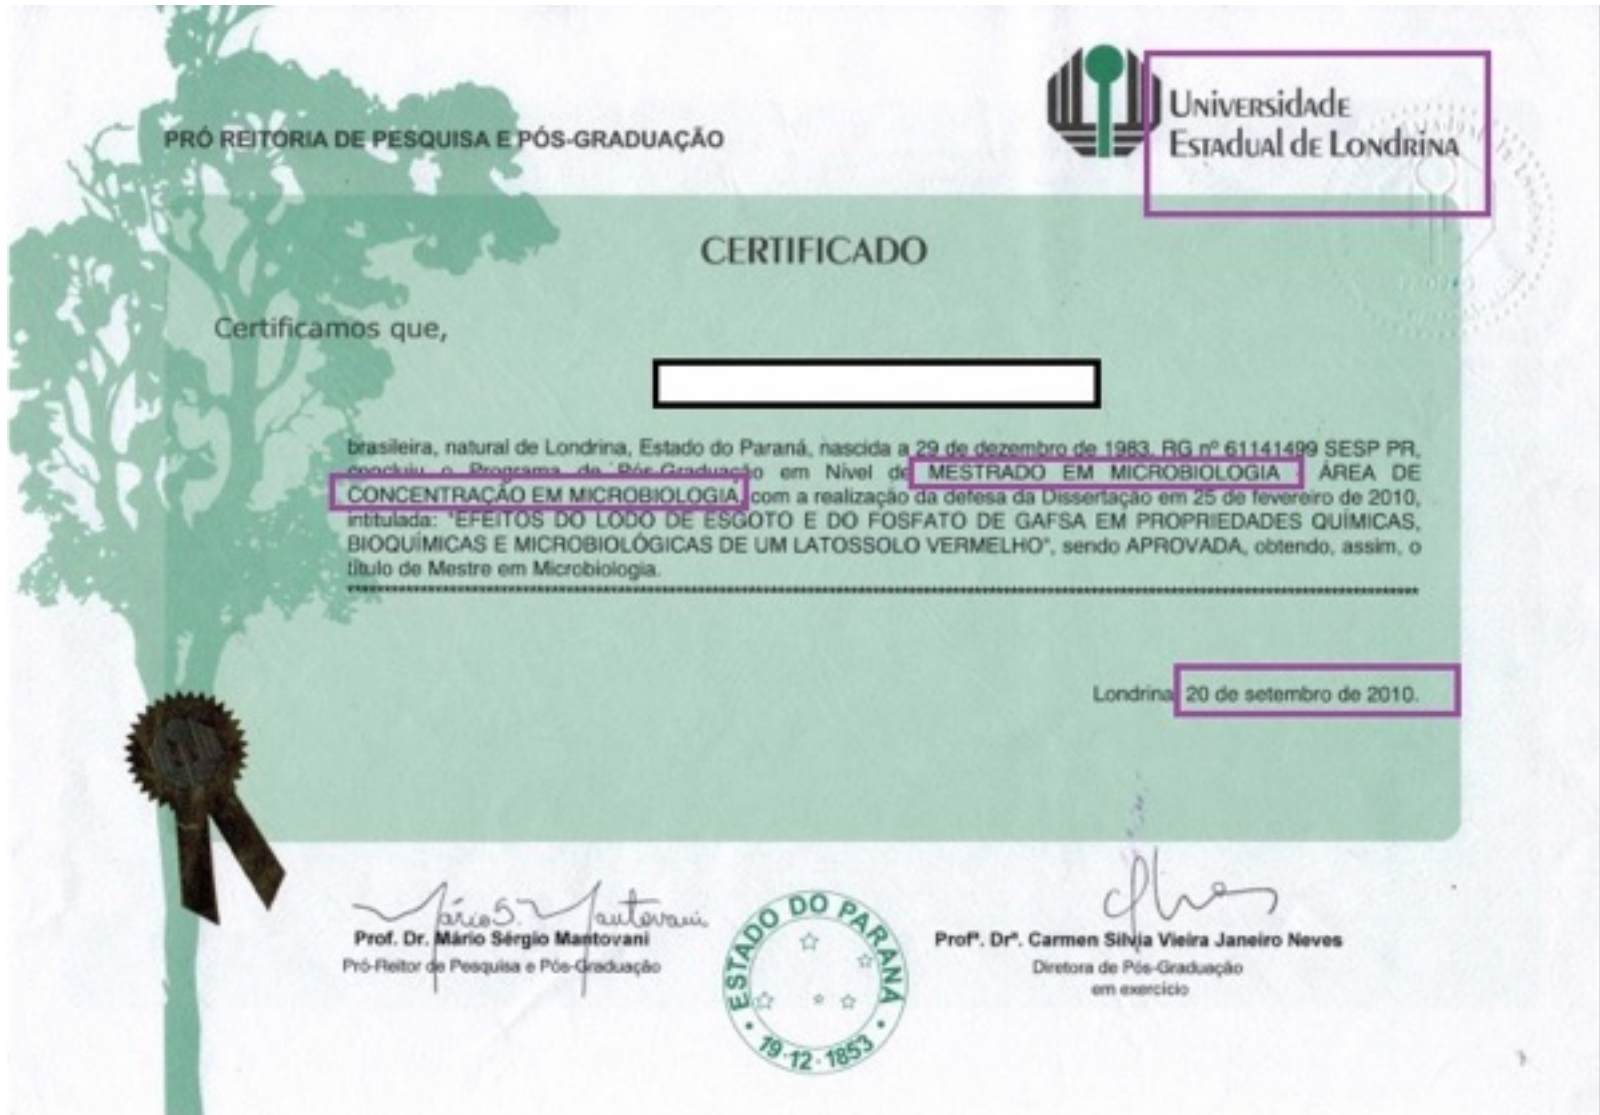 PRÓ REITORIA DE PESQUISA E PÓS-GRADUAÇÃO
Universidade
Estadual de Londrina
CERTIFICADO
Certificamos que,
brasileira, natural de Londrina, Estado do Paraná, nascida a 29 de dezembro de 1983, RG nº 61141499 SESP PR,
concluiu o Programa de Pós-Graduação em Nível de MESTRADO EM MICROBIOLOGIA ÁREA DE
CONCENTRAÇÃO EM MICROBIOLOGIA, com a realização da defesa da Dissertação em 25 de fevereiro de 2010,
intitulada: "EFEITOS DO LODO DE ESGOTO E DO FOSFATO DE GAFSA EM PROPRIEDADES QUÍMICAS,
BIOQUÍMICAS E MICROBIOLÓGICAS DE UM LATOSSOLO VERMELHO", sendo APROVADA, obtendo, assim, o
título de Mestre em Microbiologia.
Londrina, 20 de setembro de 2010.
Mário S. Mantovani
Prof. Dr. Mário Sérgio Mantovani
Pró-Reitor de Pesquisa e Pós-Graduação
ESTADO DO PARANÁ
19·12·1853
Profª. Drª. Carmen Silvia Vieira Janeiro Neves
Diretora de Pós-Graduação
em exercício